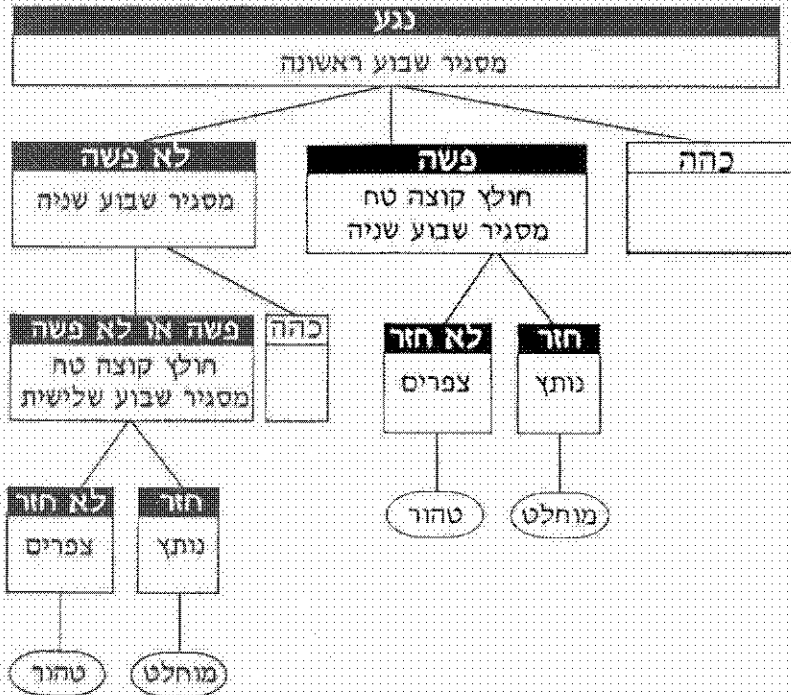 נגע
מסגיר שבוע ראשונה
כהה
פשה
חולץ קוצה טח
מסגיר שבוע שניה
לא פשה
מסגיר שבוע שניה
חזר
נותץ
לא חזר
צפרים
כהה
פשה או לא פשה
חולץ קוצה טח
מסגיר שבוע שלישית
מוחלט
טהור
חזר
נותץ
לא חזר
צפרים
מוחלט
טהור